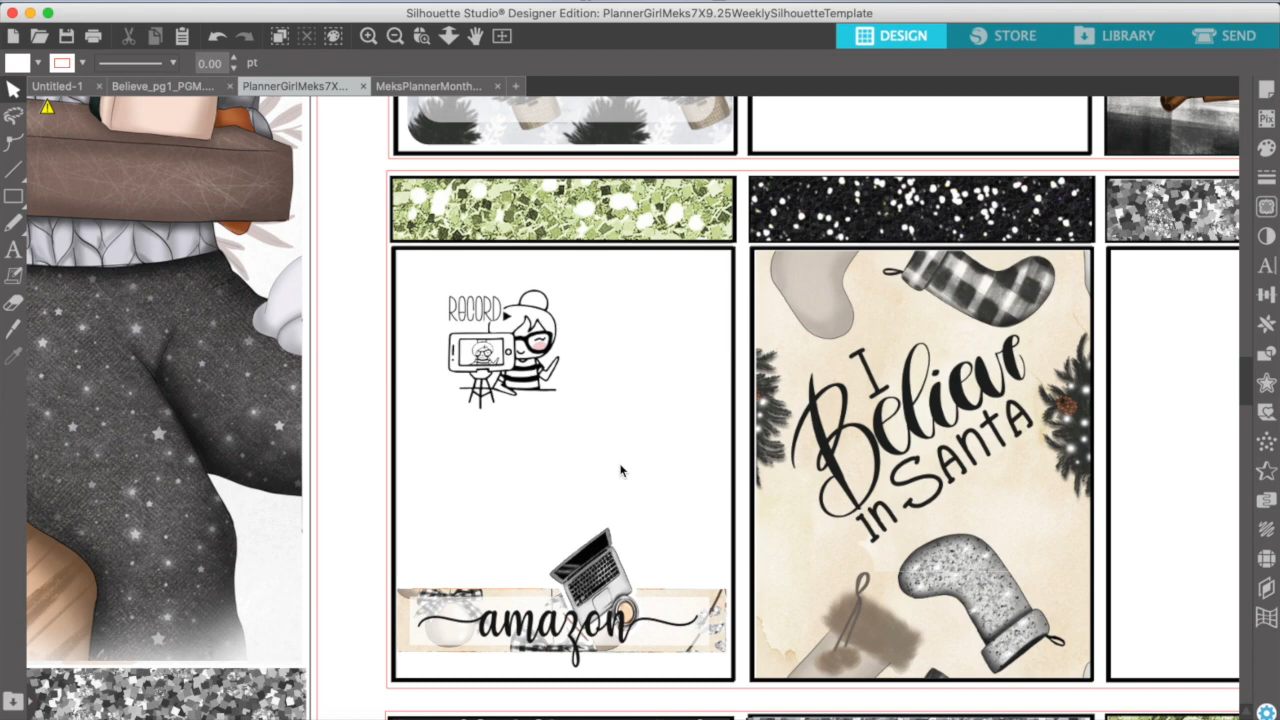 Silhouette Studio® Designer Edition: PlannerGirlMeks7X9.25WeeklySilhouetteTemplate
DESIGN
STORE
LIBRARY
SEND
0.00
pt
Untitled-1
Believe_pg1_PGM....
PlannerGirlMeks7X...
MeksPlannerMonth...
Pix
A
A
RECORD
I
Believe
in SANTA
amazon